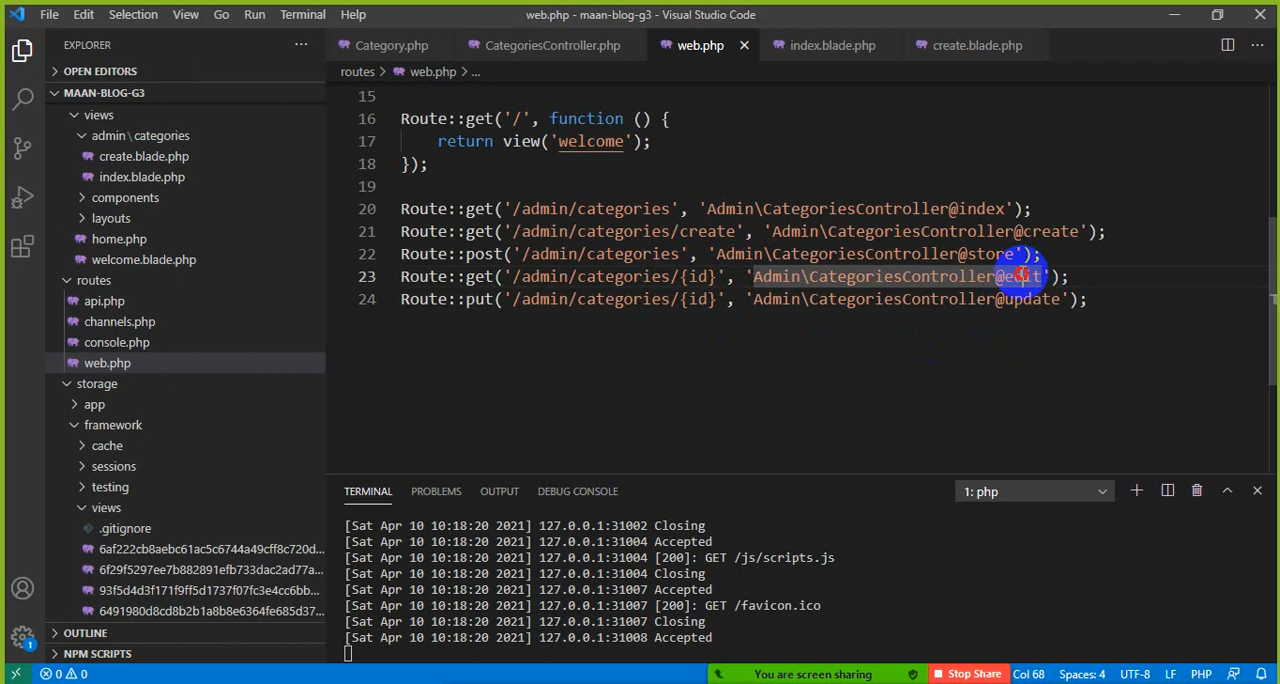 File Edit Selection View Go Run Terminal Help web.php - maan-blog-g3 - Visual Studio Code
EXPLORER ...
Category.php CategoriesController.php web.php × index.blade.php create.blade.php ...
OPEN EDITORS
routes > web.php > ...
MAAN-BLOG-G3
views
admin\categories
create.blade.php
index.blade.php
components
layouts
home.php
welcome.blade.php
routes
api.php
channels.php
console.php
web.php
storage
app
framework
cache
sessions
testing
views
.gitignore
6af222cb8aebc61ac5c6744a49cff8c720d...
6f29f5297ee7b882891efb733dac2ad77a...
93f5d4d3f171f9ff5d1737f07fc3e4cc6bb...
6491980d8cd8b2b1a8b8e6364fe685d37...
OUTLINE
NPM SCRIPTS
15
16 Route::get('/', function () {
17 return view('welcome');
18 });
19
20 Route::get('/admin/categories', 'Admin\CategoriesController@index');
21 Route::get('/admin/categories/create', 'Admin\CategoriesController@create');
22 Route::post('/admin/categories', 'Admin\CategoriesController@store');
23 Route::get('/admin/categories/{id}', 'Admin\CategoriesController@edit');
24 Route::put('/admin/categories/{id}', 'Admin\CategoriesController@update');
TERMINAL PROBLEMS OUTPUT DEBUG CONSOLE 1: php
[Sat Apr 10 10:18:20 2021] 127.0.0.1:31002 Closing
[Sat Apr 10 10:18:20 2021] 127.0.0.1:31004 Accepted
[Sat Apr 10 10:18:20 2021] 127.0.0.1:31004 [200]: GET /js/scripts.js
[Sat Apr 10 10:18:20 2021] 127.0.0.1:31004 Closing
[Sat Apr 10 10:18:20 2021] 127.0.0.1:31007 Accepted
[Sat Apr 10 10:18:20 2021] 127.0.0.1:31007 [200]: GET /favicon.ico
[Sat Apr 10 10:18:20 2021] 127.0.0.1:31007 Closing
[Sat Apr 10 10:18:20 2021] 127.0.0.1:31008 Accepted
1
0 0 You are screen sharing Stop Share Col 68 Spaces: 4 UTF-8 LF PHP